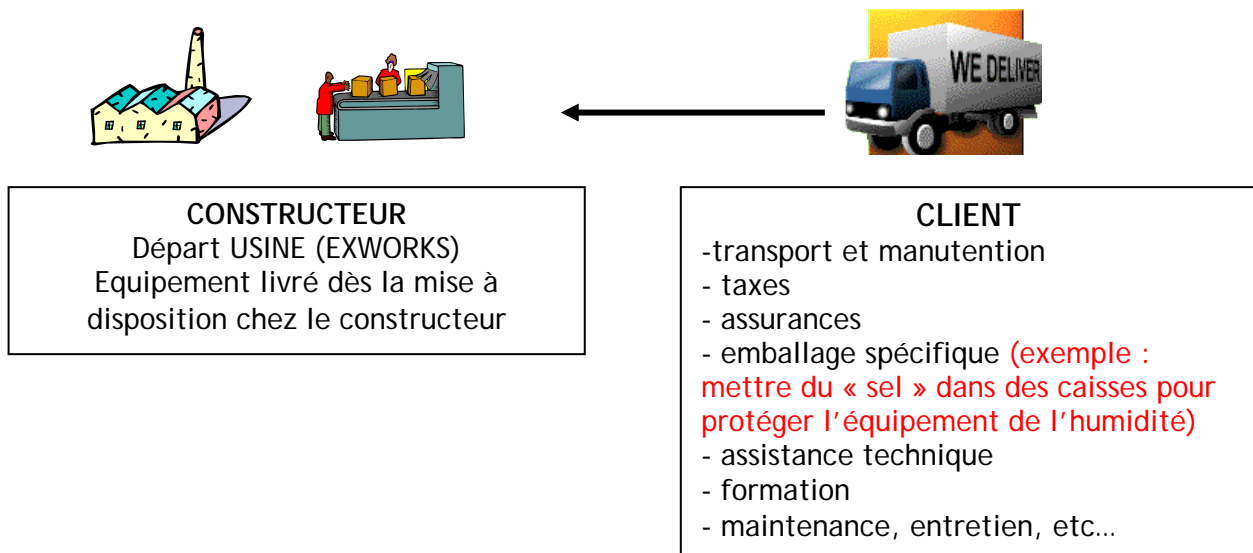 WE DELIVER
CONSTRUCTEUR
Départ USINE (EXWORKS)
Equipement livré dès la mise à
disposition chez le constructeur
CLIENT
-transport et manutention
- taxes
- assurances
- emballage spécifique (exemple :
mettre du « sel » dans des caisses pour
protéger l’équipement de l’humidité)
- assistance technique
- formation
- maintenance, entretien, etc…